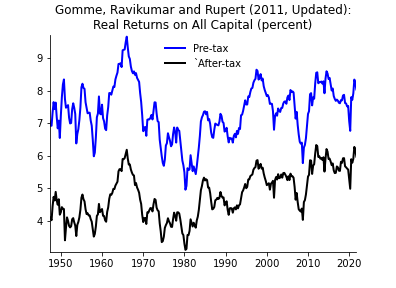 Gomme, Ravikumar and Rupert (2011, Updated):
Real Returns on All Capital (percent)
Pre-tax
`After-tax
9
8
7
6
5
4
1950 1960 1970 1980 1990 2000 2010 2020